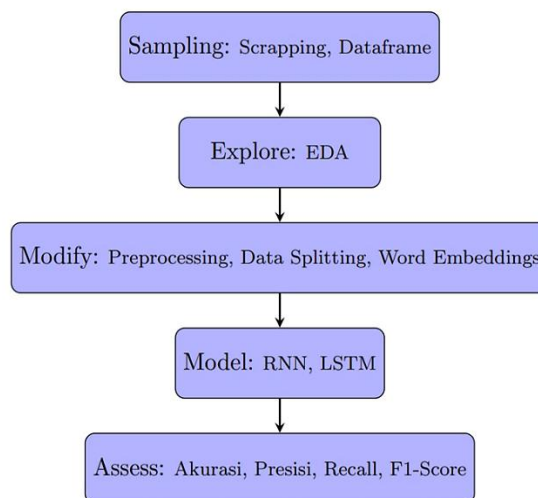 Sampling: Scrapping, Dataframe
Explore: EDA
Modify: Preprocessing, Data Splitting, Word Embeddings
Model: RNN, LSTM
Assess: Akurasi, Presisi, Recall, F1-Score